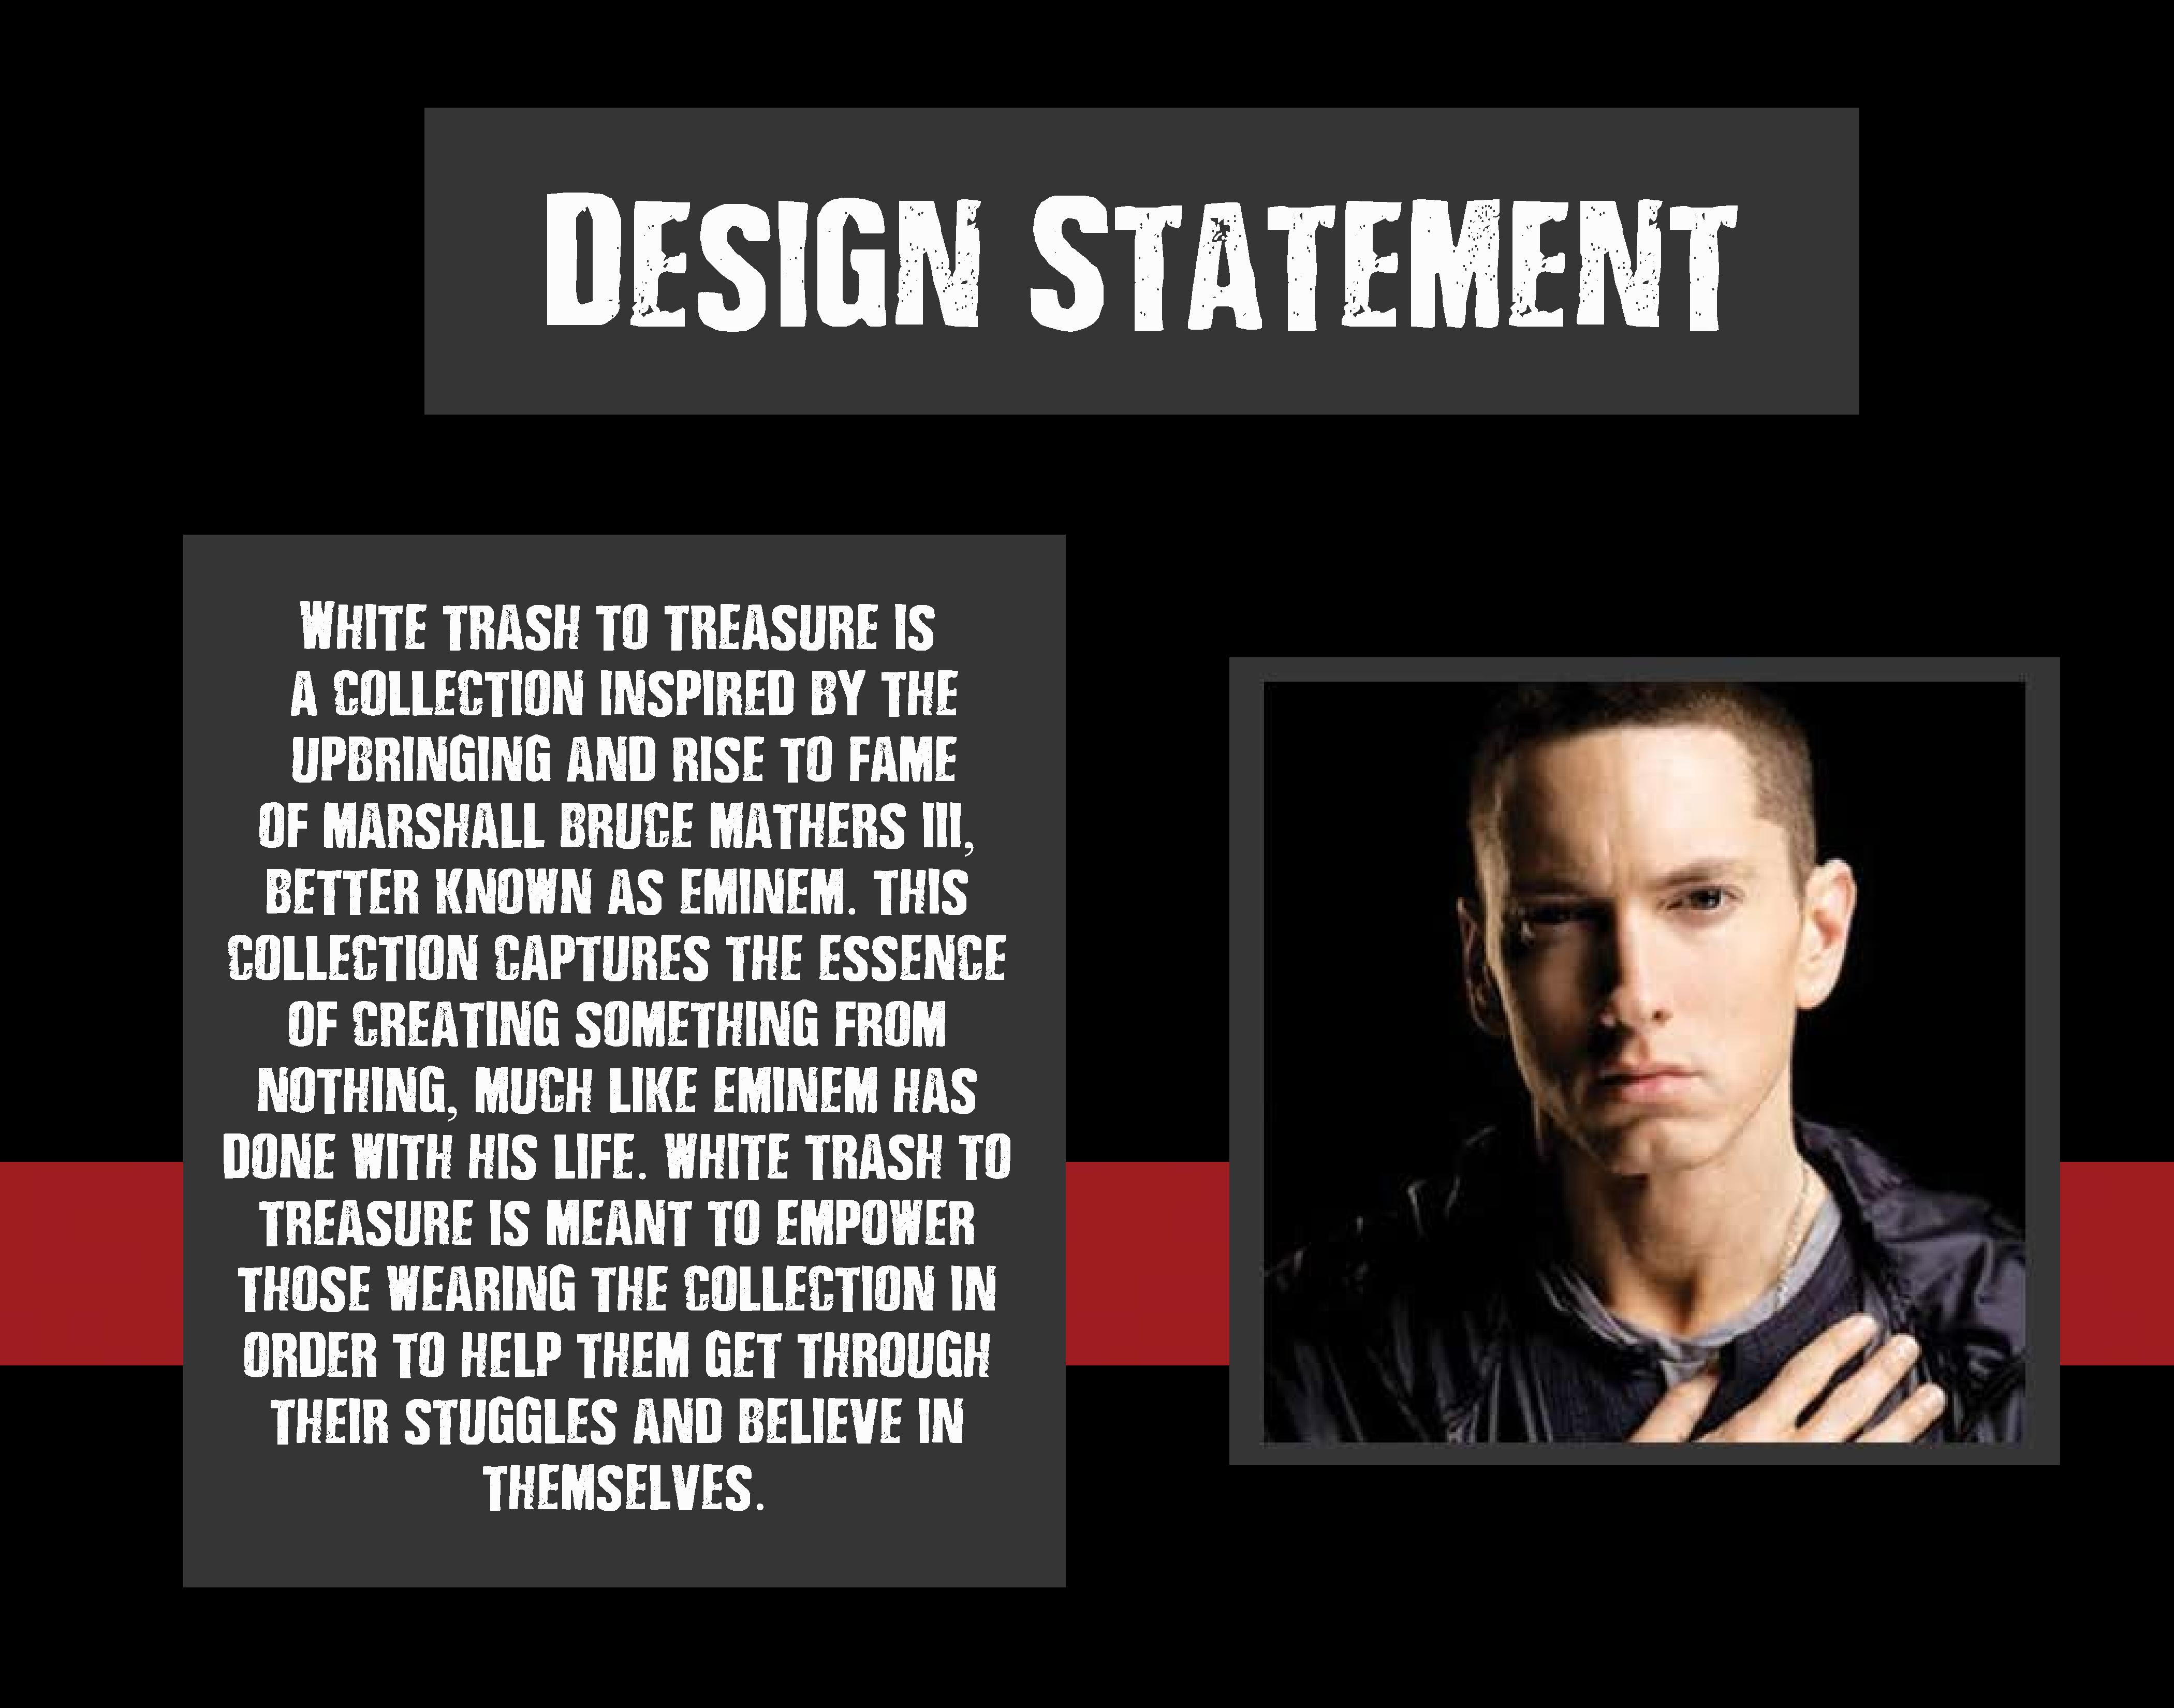 Design Statement
White trash to treasure is
a collection inspired by the
upbringing and rise to fame
of Marshall Bruce Mathers III,
better known as Eminem. This
collection captures the essence
of creating something from
nothing, much like Eminem has
done with his life. White trash to
treasure is meant to empower
those wearing the collection in
order to help them get through
their stuggles and believe in
themselves.